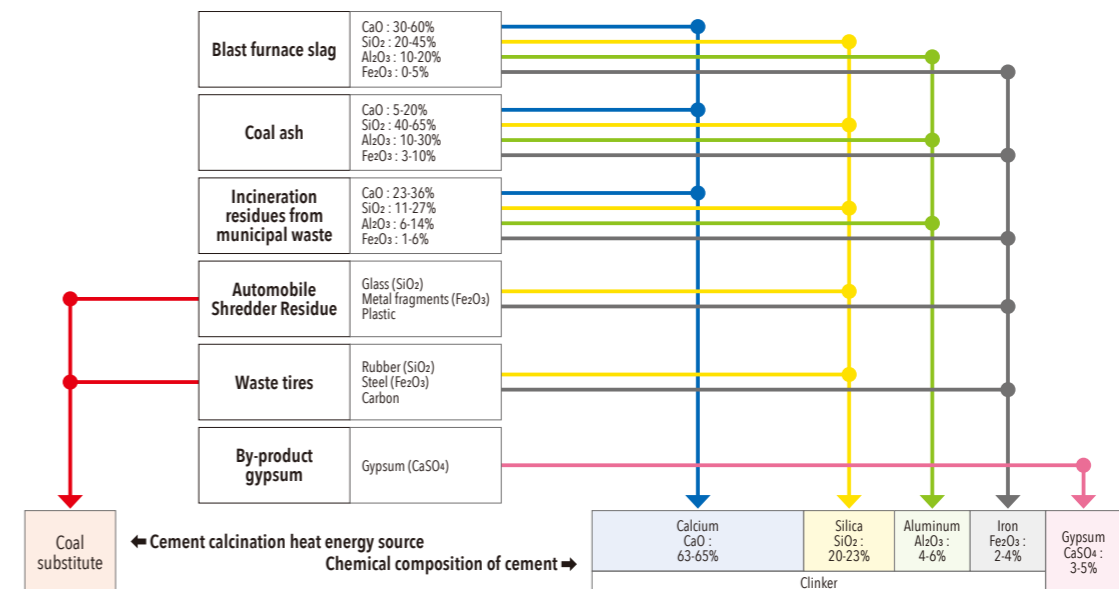 Blast furnace slag
CaO : 30-60%
SiO₂ : 20-45%
Al₂O₃ : 10-20%
Fe₂O₃ : 0-5%
Coal ash
CaO : 5-20%
SiO₂ : 40-65%
Al₂O₃ : 10-30%
Fe₂O₃ : 3-10%
Incineration
residues from
municipal waste
CaO : 23-36%
SiO₂ : 11-27%
Al₂O₃ : 6-14%
Fe₂O₃ : 1-6%
Automobile
Shredder Residue
Glass (SiO₂)
Metal fragments (Fe₂O₃)
Plastic
Waste tires
Rubber (SiO₂)
Steel (Fe₂O₃)
Carbon
By-product
gypsum
Gypsum (CaSO₄)
Coal
substitute
⬅ Cement calcination heat energy source
Chemical composition of cement ➡
Calcium
CaO :
63-65%
Silica
SiO₂ :
20-23%
Aluminum
Al₂O₃ :
4-6%
Iron
Fe₂O₃ :
2-4%
Gypsum
CaSO₄ :
3-5%
Clinker